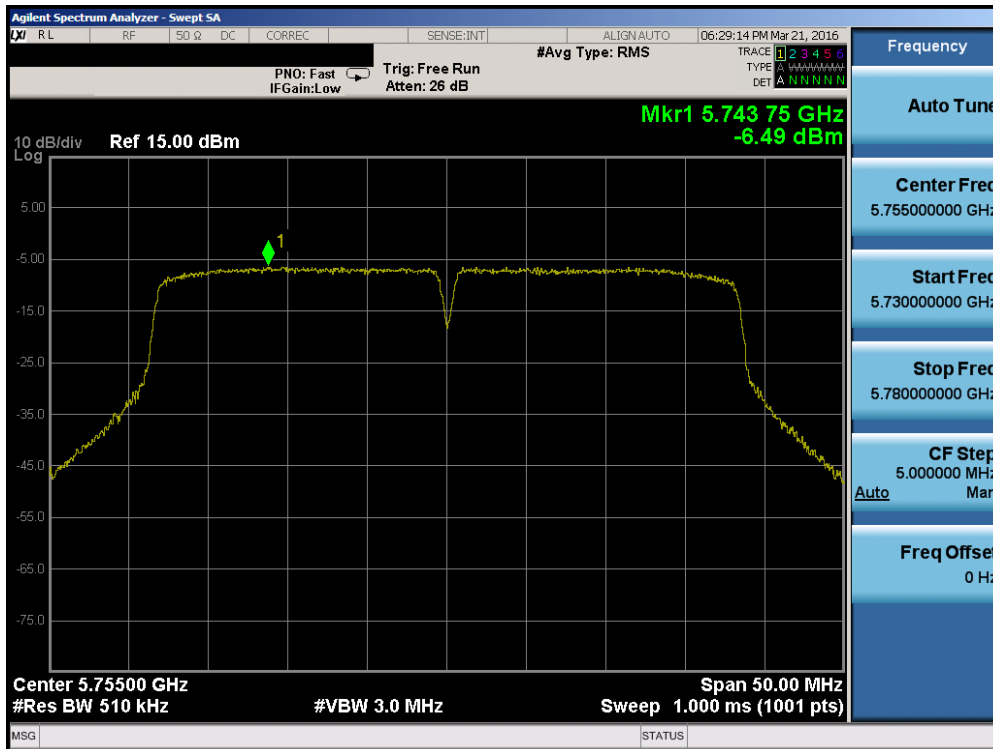 Agilent Spectrum Analyzer - Swept SA
LXI RL RF 50 Ω DC CORREC SENSE:INT ALIGN AUTO 06:29:14 PM Mar 21, 2016
#Avg Type: RMS
TRACE 1 2 3 4 5 6
TYPE A WWWWW
DET A N N N N N
PNO: Fast
IFGain:Low
Trig: Free Run
Atten: 26 dB
Mkr1 5.743 75 GHz
-6.49 dBm
10 dB/div
Log
Ref 15.00 dBm
1
5.00
-5.00
-15.0
-25.0
-35.0
-45.0
-55.0
-65.0
-75.0
Center 5.75500 GHz
#Res BW 510 kHz
#VBW 3.0 MHz
Span 50.00 MHz
Sweep 1.000 ms (1001 pts)
MSG
STATUS
Frequency
Auto Tune
Center Freq
5.755000000 GHz
Start Freq
5.730000000 GHz
Stop Freq
5.780000000 GHz
CF Step
5.000000 MHz
Auto Man
Freq Offset
0 Hz